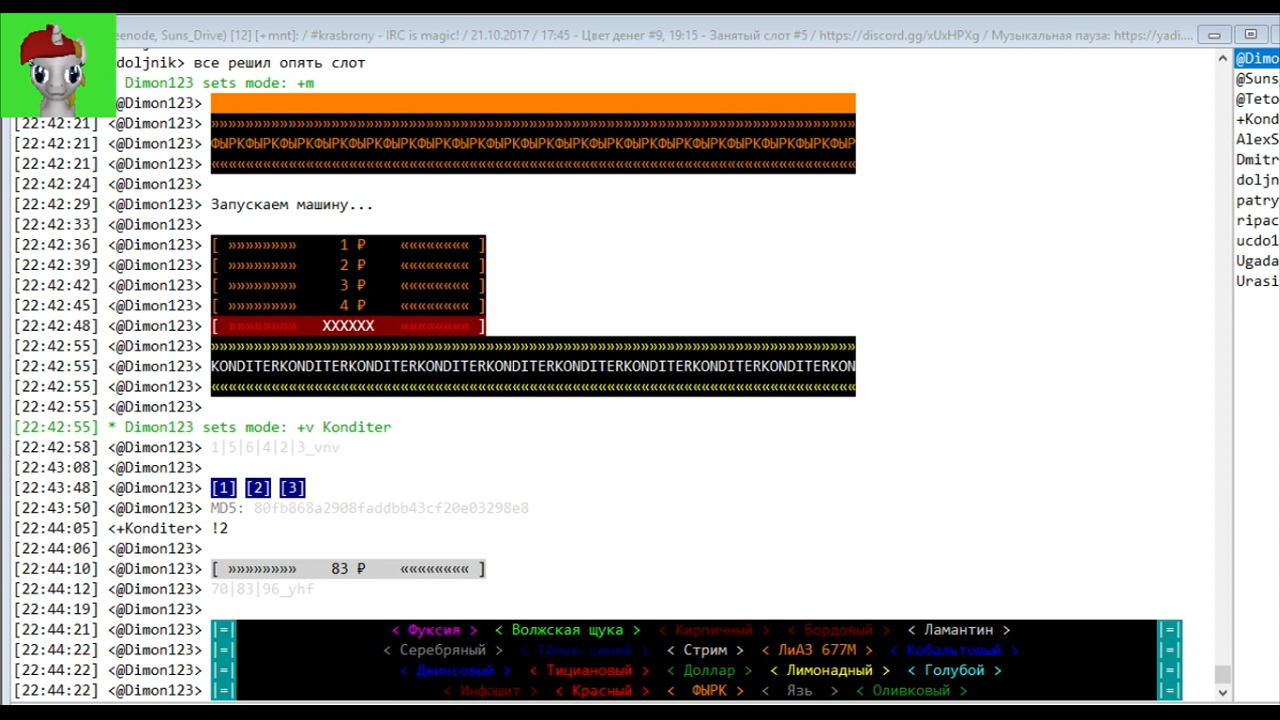 eenode, Suns_Drive) [12] [+mnt]: / #krasbrony - IRC is magic! / 21.10.2017 / 17:45 - Цвет денег #9, 19:15 - Занятый слот #5 / https://discord.gg/xUxHPXg / Музыкальная пауза: https://yadi....
doljnik> все решил опять слот
Dimon123 sets mode: +m
@Dimon123>
[22:42:21] <@Dimon123> »»»»»»»»»»»»»»»»»»»»»»»»»»»»»»»»»»»»»»»»»»»»»»»»»»»»»»»»»»»»»»»»»»»»»»»»»»»
[22:42:21] <@Dimon123> ФЫРКФЫРКФЫРКФЫРКФЫРКФЫРКФЫРКФЫРКФЫРКФЫРКФЫРКФЫРКФЫРКФЫРКФЫРКФЫРКФЫРКФЫРКФЫР
[22:42:21] <@Dimon123> «««««««««««««««««««««««««««««««««««««««««««««««««««««««««««««««««««««««««««
[22:42:24] <@Dimon123>
[22:42:29] <@Dimon123> Запускаем машину...
[22:42:33] <@Dimon123>
[22:42:36] <@Dimon123> [ »»»»»»»» 1 ₽ «««««««« ]
[22:42:39] <@Dimon123> [ »»»»»»»» 2 ₽ «««««««« ]
[22:42:42] <@Dimon123> [ »»»»»»»» 3 ₽ «««««««« ]
[22:42:45] <@Dimon123> [ »»»»»»»» 4 ₽ «««««««« ]
[22:42:48] <@Dimon123> [ »»»»»»»» XXXXXX «««««««« ]
[22:42:55] <@Dimon123> »»»»»»»»»»»»»»»»»»»»»»»»»»»»»»»»»»»»»»»»»»»»»»»»»»»»»»»»»»»»»»»»»»»»»»»»»»»
[22:42:55] <@Dimon123> KONDITERKONDITERKONDITERKONDITERKONDITERKONDITERKONDITERKONDITERKONDITERKON
[22:42:55] <@Dimon123> «««««««««««««««««««««««««««««««««««««««««««««««««««««««««««««««««««««««««««
[22:42:55] <@Dimon123>
[22:42:55] * Dimon123 sets mode: +v Konditer
[22:42:58] <@Dimon123> 1|5|6|4|2|3_vnv
[22:43:08] <@Dimon123>
[22:43:48] <@Dimon123> [1] [2] [3]
[22:43:50] <@Dimon123> MD5: 80fb868a2908faddbb43cf20e03298e8
[22:44:05] <+Konditer> !2
[22:44:06] <@Dimon123>
[22:44:10] <@Dimon123> [ »»»»»»»» 83 ₽ «««««««« ]
[22:44:12] <@Dimon123> 70|83|96_yhf
[22:44:19] <@Dimon123>
[22:44:21] <@Dimon123> |=| < Фуксия > < Волжская щука > < Кирпичный > < Бордовый > < Ламантин > |=|
[22:44:22] <@Dimon123> |=| < Серебряный > < Тёмно-синий > < Стрим > < ЛиАЗ 677М > < Кобальтовый > |=|
[22:44:22] <@Dimon123> |=| < Джинсовый > < Тициановый > < Доллар > < Лимонадный > < Голубой > |=|
[22:44:22] <@Dimon123> |=| < Инфошит > < Красный > < ФЫРК > < Язь > < Оливковый > |=|
@Dimo
@Suns
@Teto
+Kond
AlexS
Dmitr
doljn
patry
ripac
ucdo1
Ugada
Urasi